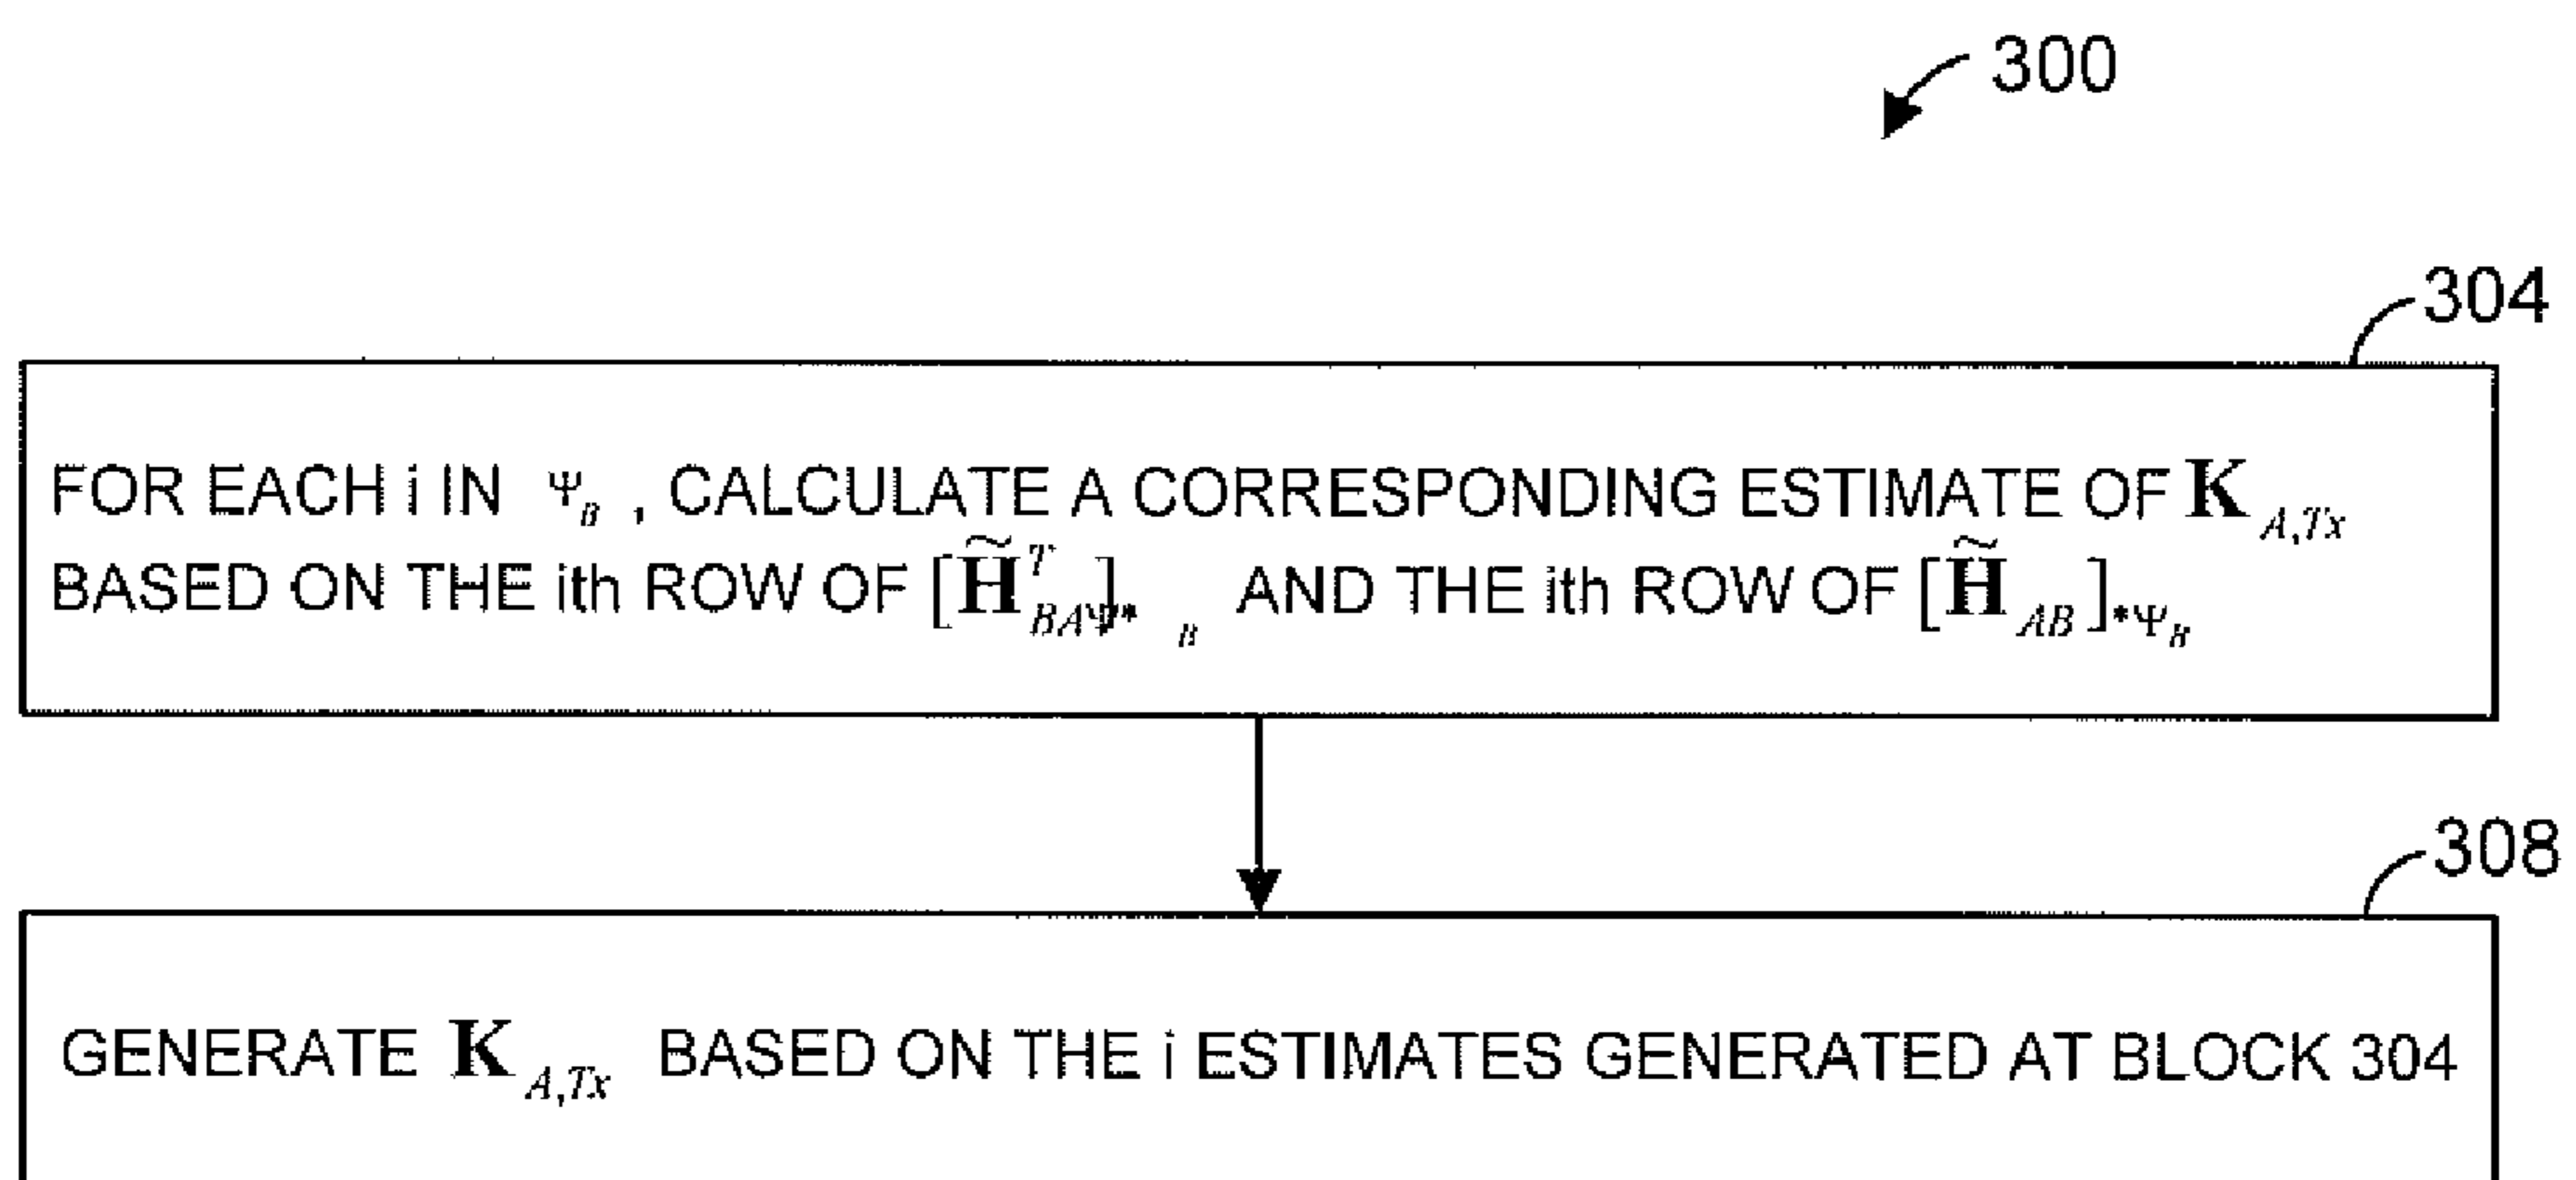 300
304
FOR EACH i IN Ψ_B , CALCULATE A CORRESPONDING ESTIMATE OF K_{A,Tx}
BASED ON THE ith ROW OF [H̃^T_{BA}]_{Ψ*_B} AND THE ith ROW OF [H̃_{AB}]_{*Ψ_B}
308
GENERATE K_{A,Tx} BASED ON THE i ESTIMATES GENERATED AT BLOCK 304